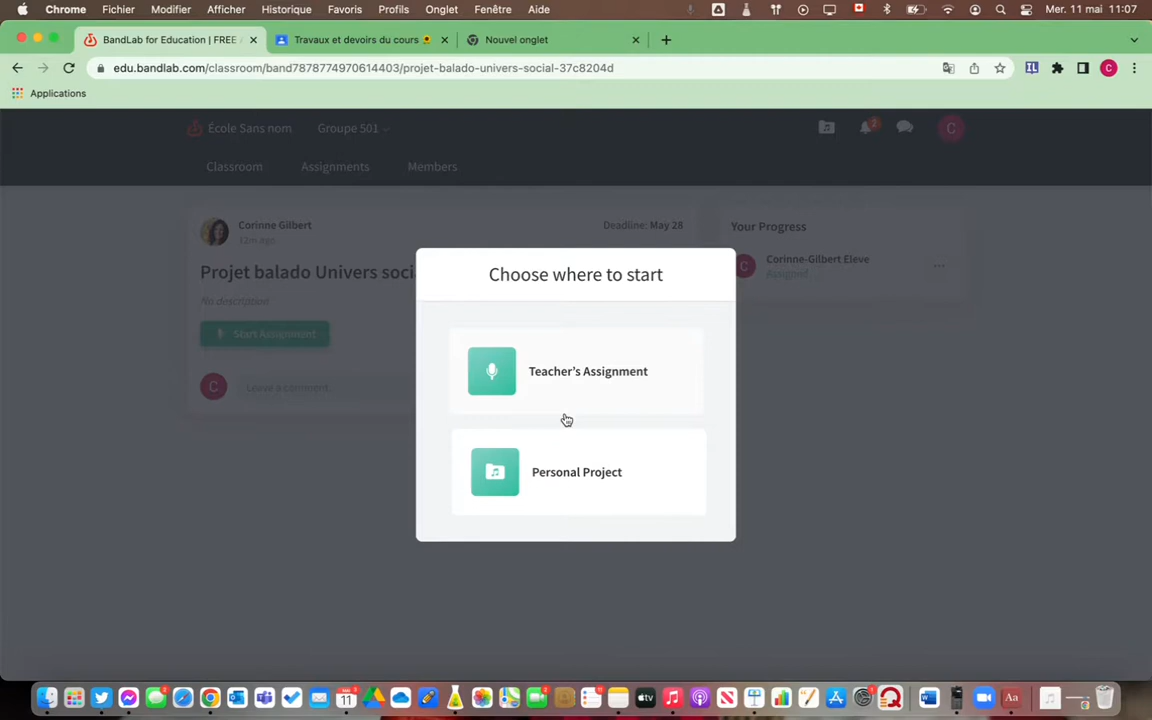 Chrome Fichier Modifier Afficher Historique Favoris Profils Onglet Fenêtre Aide Mer. 11 mai 11:07
BandLab for Education | FREE Travaux et devoirs du cours Nouvel onglet
edu.bandlab.com/classroom/band7878774970614403/projet-balado-univers-social-37c8204d
Applications
École Sans nom Groupe 501 2 C
Classroom Assignments Members
Corinne Gilbert Deadline: May 28 Your Progress
12m ago
Projet balado Univers soci
No description
Start Assignment
C Leave a comment
C Corinne-Gilbert Eleve
Assigned
Choose where to start
Teacher's Assignment
Personal Project